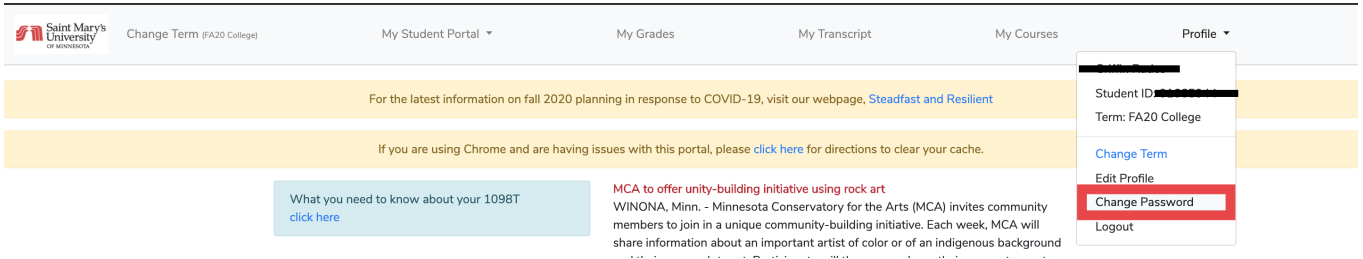 Saint Mary's
University
OF MINNESOTA
Change Term (FA20 College)
My Student Portal
My Grades
My Transcript
My Courses
Profile
Student ID:
Term: FA20 College
Change Term
Edit Profile
Change Password
Logout
For the latest information on fall 2020 planning in response to COVID-19, visit our webpage, Steadfast and Resilient
If you are using Chrome and are having issues with this portal, please click here for directions to clear your cache.
What you need to know about your 1098T
click here
MCA to offer unity-building initiative using rock art
WINONA, Minn. - Minnesota Conservatory for the Arts (MCA) invites community
members to join in a unique community-building initiative. Each week, MCA will
share information about an important artist of color or of an indigenous background